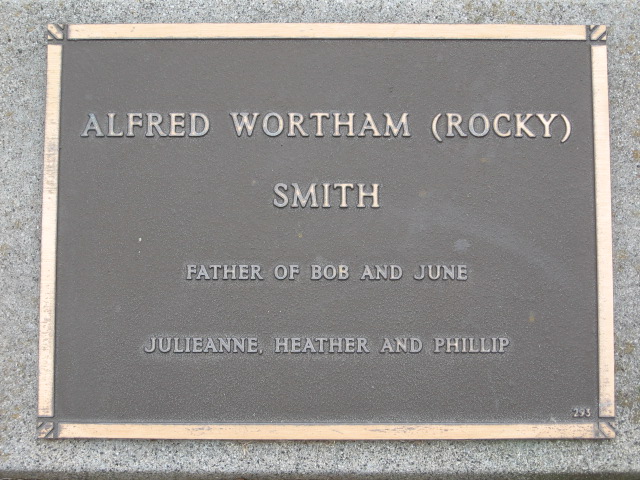 ALFRED WORTHAM (ROCKY)
SMITH
FATHER OF BOB AND JUNE
JULIEANNE, HEATHER AND PHILLIP
293